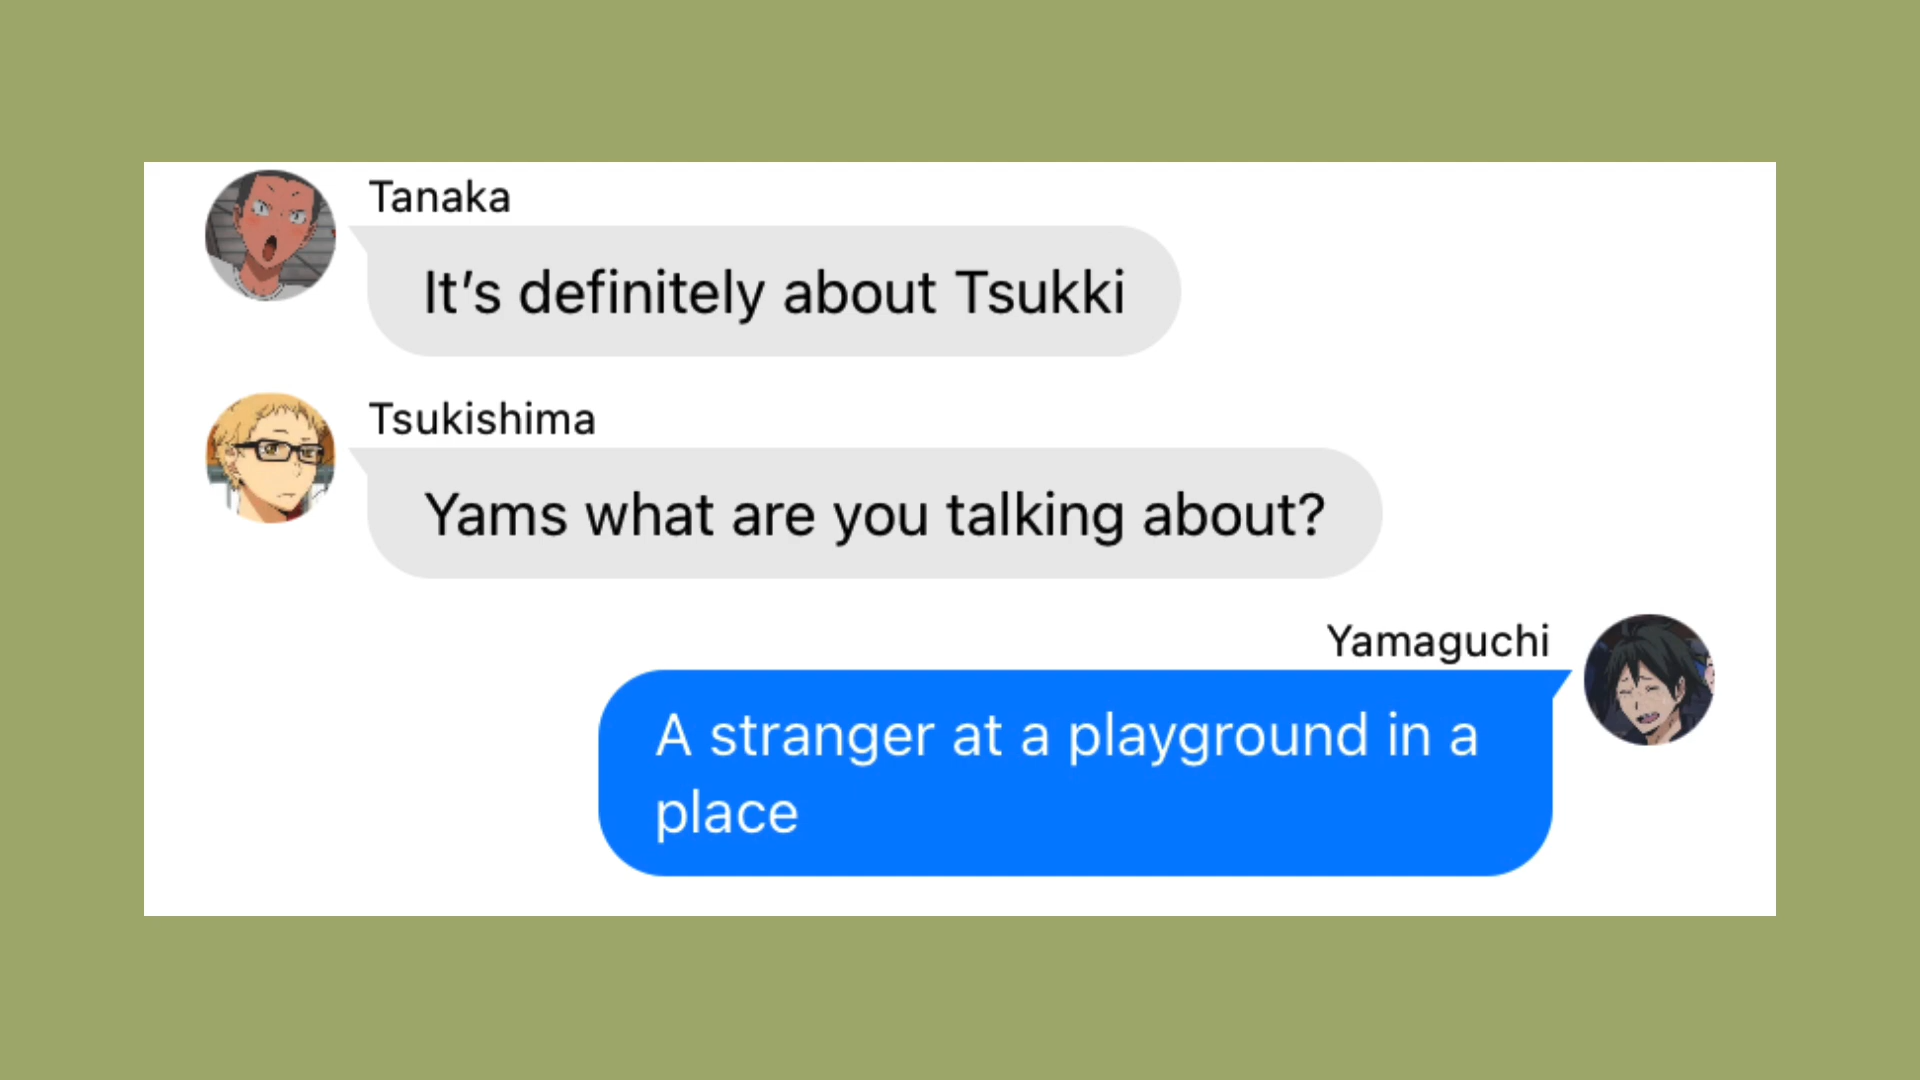 Tanaka
It’s definitely about Tsukki
Tsukishima
Yams what are you talking about?
Yamaguchi
A stranger at a playground in a
place